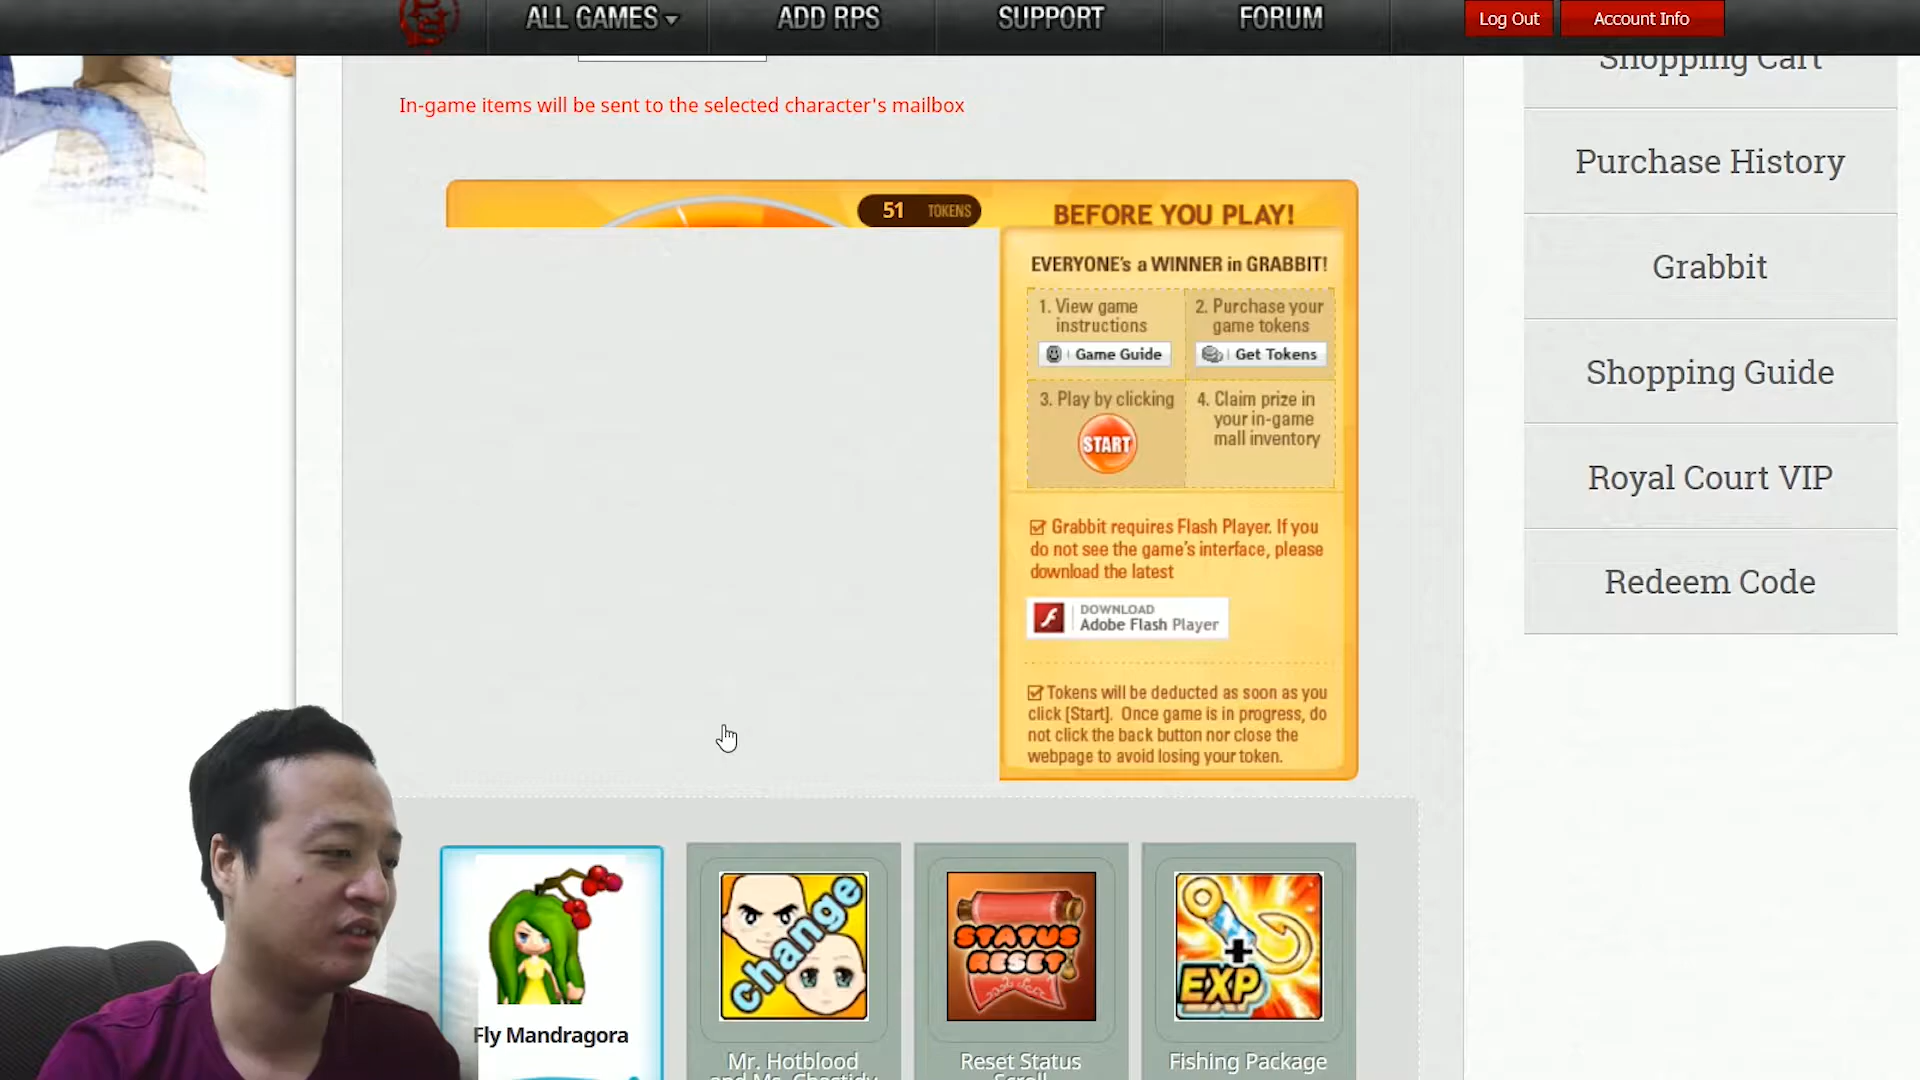 ALL GAMES
ADD RPS
SUPPORT
FORUM
Log Out
Account Info
Shopping Cart
In-game items will be sent to the selected character's mailbox
Purchase History
Grabbit
Shopping Guide
Royal Court VIP
Redeem Code
51 TOKENS
BEFORE YOU PLAY!
EVERYONE's a WINNER in GRABBIT!
1. View game
instructions
Game Guide
2. Purchase your
game tokens
Get Tokens
3. Play by clicking
START
4. Claim prize in
your in-game
mall inventory
Grabbit requires Flash Player. If you
do not see the game's interface, please
download the latest
DOWNLOAD
Adobe Flash Player
Tokens will be deducted as soon as you
click [Start]. Once game is in progress, do
not click the back button nor close the
webpage to avoid losing your token.
Fly Mandragora
change
Mr. Hotblood
and Ms. Chastidy
STATUS
RESET
Reset Status
Scroll
EXP
Fishing Package